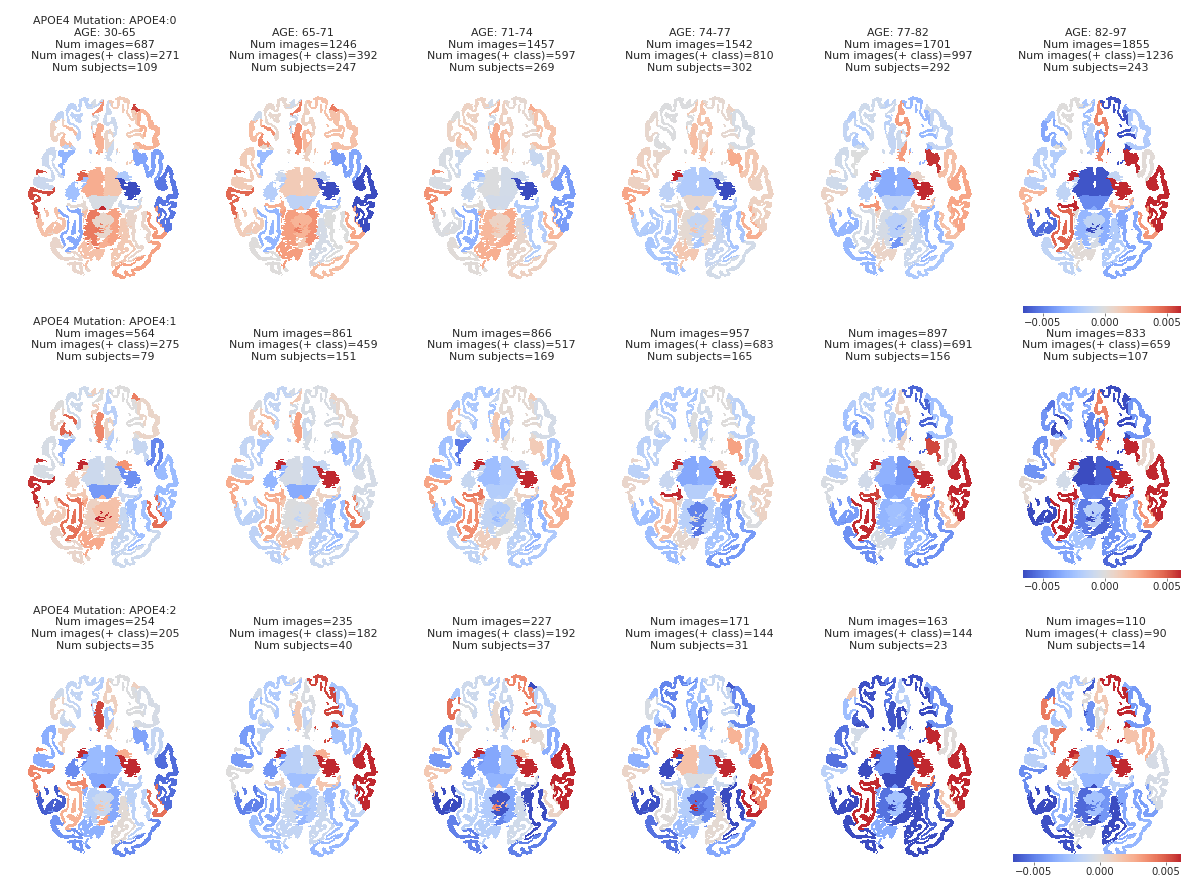 APOE4 Mutation: APOE4:0
AGE: 30-65
Num images=687
Num images(+ class)=271
Num subjects=109
AGE: 65-71
Num images=1246
Num images(+ class)=392
Num subjects=247
AGE: 71-74
Num images=1457
Num images(+ class)=597
Num subjects=269
AGE: 74-77
Num images=1542
Num images(+ class)=810
Num subjects=302
AGE: 77-82
Num images=1701
Num images(+ class)=997
Num subjects=292
AGE: 82-97
Num images=1855
Num images(+ class)=1236
Num subjects=243
−0.005 0.000 0.005
APOE4 Mutation: APOE4:1
Num images=564
Num images(+ class)=275
Num subjects=79
Num images=861
Num images(+ class)=459
Num subjects=151
Num images=866
Num images(+ class)=517
Num subjects=169
Num images=957
Num images(+ class)=683
Num subjects=165
Num images=897
Num images(+ class)=691
Num subjects=156
Num images=833
Num images(+ class)=659
Num subjects=107
−0.005 0.000 0.005
APOE4 Mutation: APOE4:2
Num images=254
Num images(+ class)=205
Num subjects=35
Num images=235
Num images(+ class)=182
Num subjects=40
Num images=227
Num images(+ class)=192
Num subjects=37
Num images=171
Num images(+ class)=144
Num subjects=31
Num images=163
Num images(+ class)=144
Num subjects=23
Num images=110
Num images(+ class)=90
Num subjects=14
−0.005 0.000 0.005